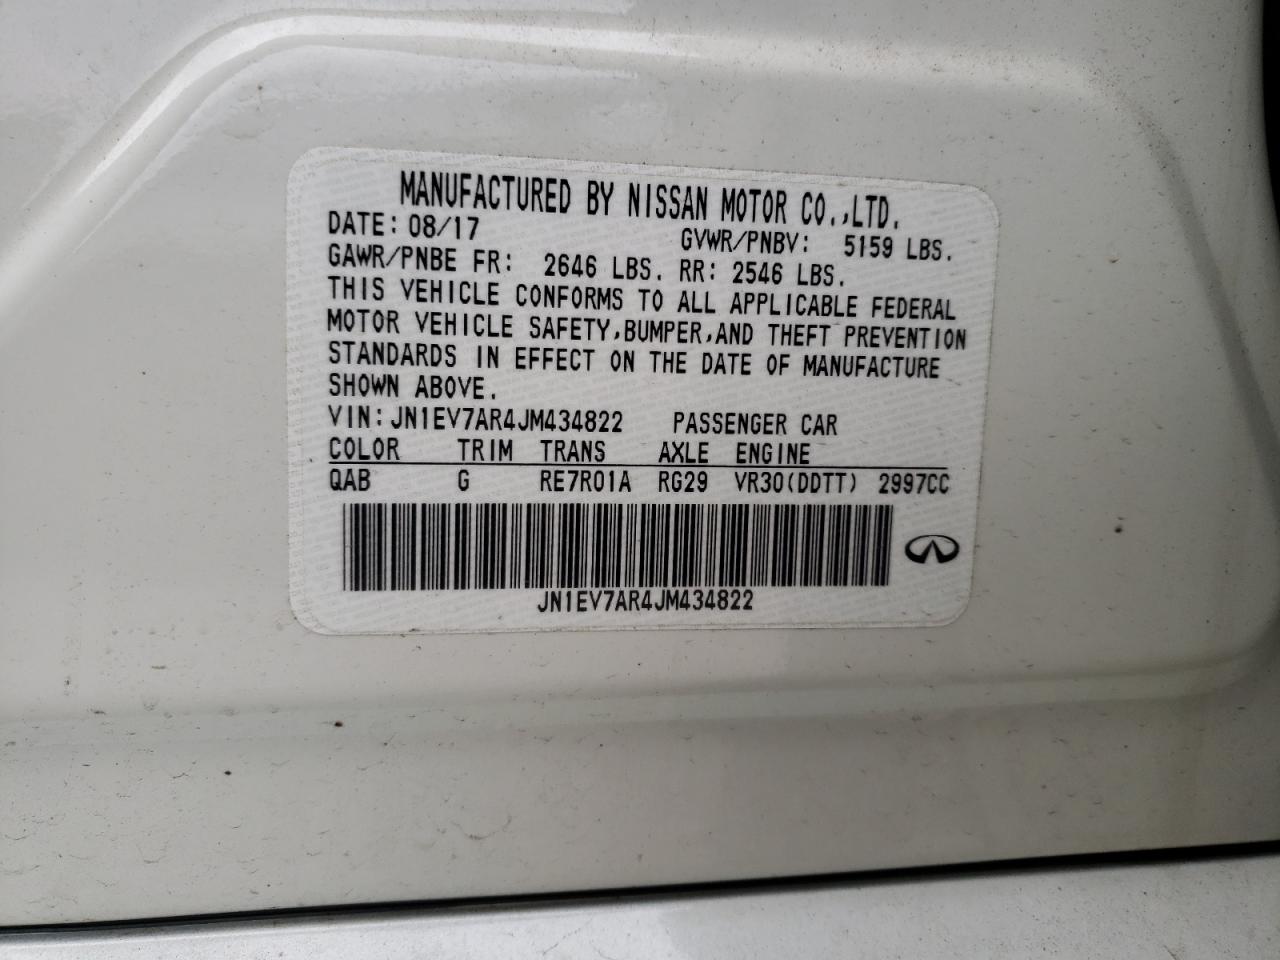 MANUFACTURED BY NISSAN MOTOR CO.,LTD.
DATE: 08/17 GVWR/PNBV: 5159 LBS.
GAWR/PNBE FR: 2646 LBS. RR: 2546 LBS.
THIS VEHICLE CONFORMS TO ALL APPLICABLE FEDERAL
MOTOR VEHICLE SAFETY,BUMPER,AND THEFT PREVENTION
STANDARDS IN EFFECT ON THE DATE OF MANUFACTURE
SHOWN ABOVE.
VIN: JN1EV7AR4JM434822 PASSENGER CAR
COLOR TRIM TRANS AXLE ENGINE
QAB G RE7R01A RG29 VR30(DDTT) 2997CC
JN1EV7AR4JM434822